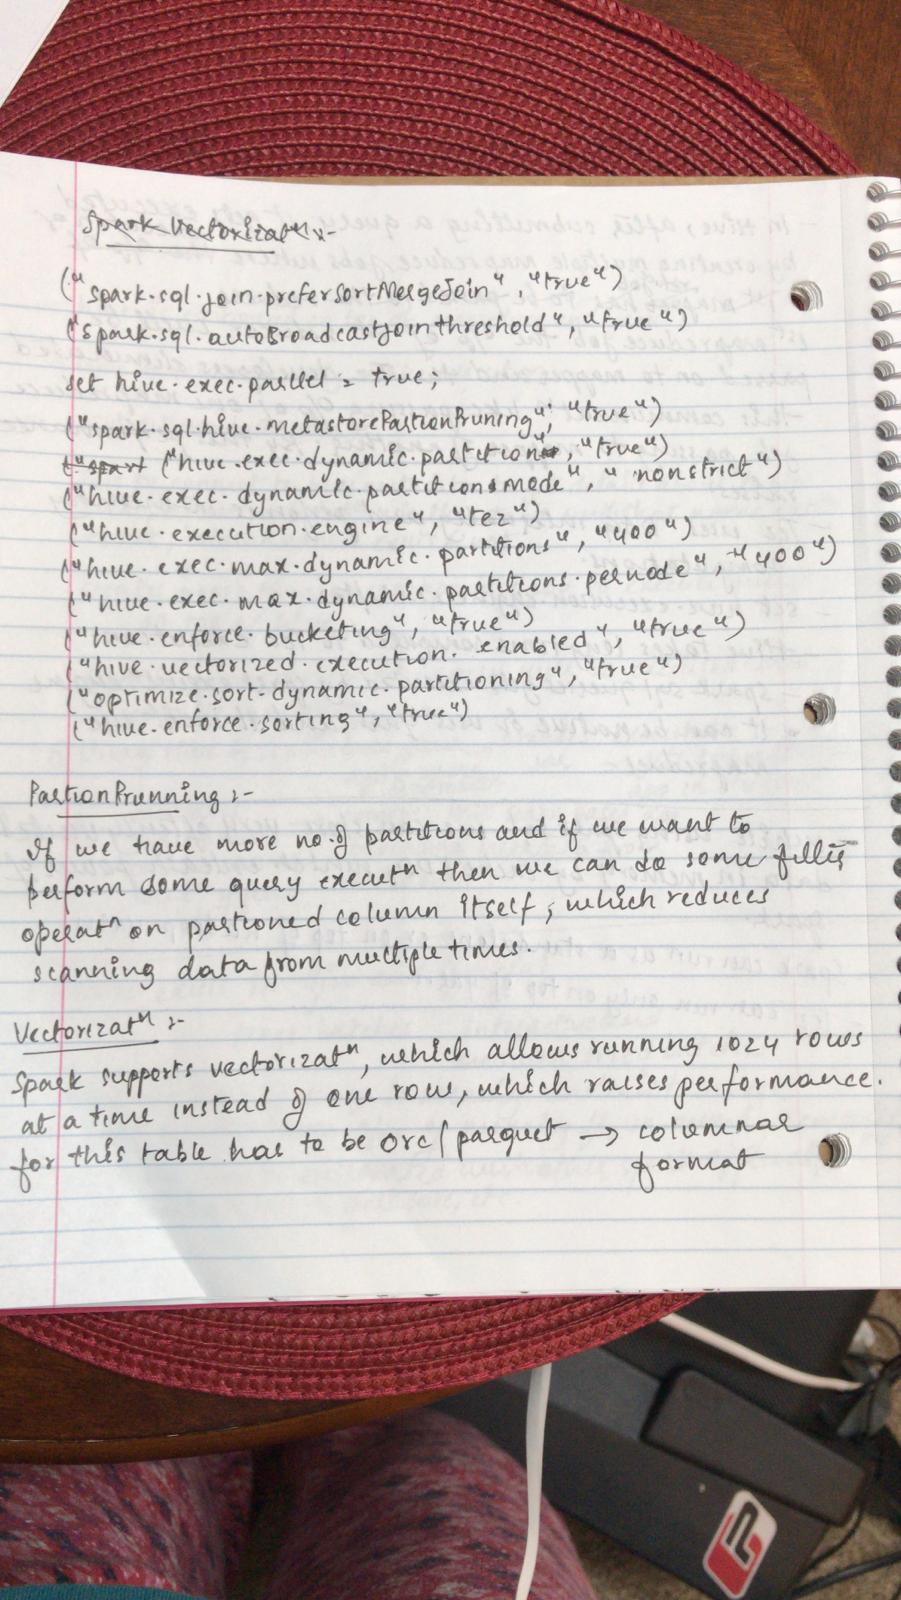 Spark Vectorizatn :-
("spark.sql.join.preferSortMergeJoin", "true")
("spark.sql.autoBroadcastJointhreshold", "true")
set hive.exec.parllel = true;
("spark.sql.hive.metastorePartionPruning", "true")
("spart ("hive.exec.dynamic.partition", "true")
("hive.exec.dynamic.partitions mode", "nonstrict")
("hive.execution.engine", "tez")
("hive.exec.max.dynamic.partitions", "400")
("hive.exec.max.dynamic.partitions.pernode", "400")
("hive.enforce.bucketing", "true")
("hive.vectorized.execution.enabled", "true")
("optimize.sort.dynamic.partitioning", "true")
("hive.enforce.sorting", "true")
PartionPrunning :-
If we have more no.of partitions and if we want to
perform some query executn then we can do some filter
operatn on partioned column itself, which reduces
scanning data from multiple times.
Vectorizatn :-
Spark supports vectorizatn, which allows running 1024 rows
at a time instead of one row, which raises performance.
for this table has to be orc/parquet → columnar
format